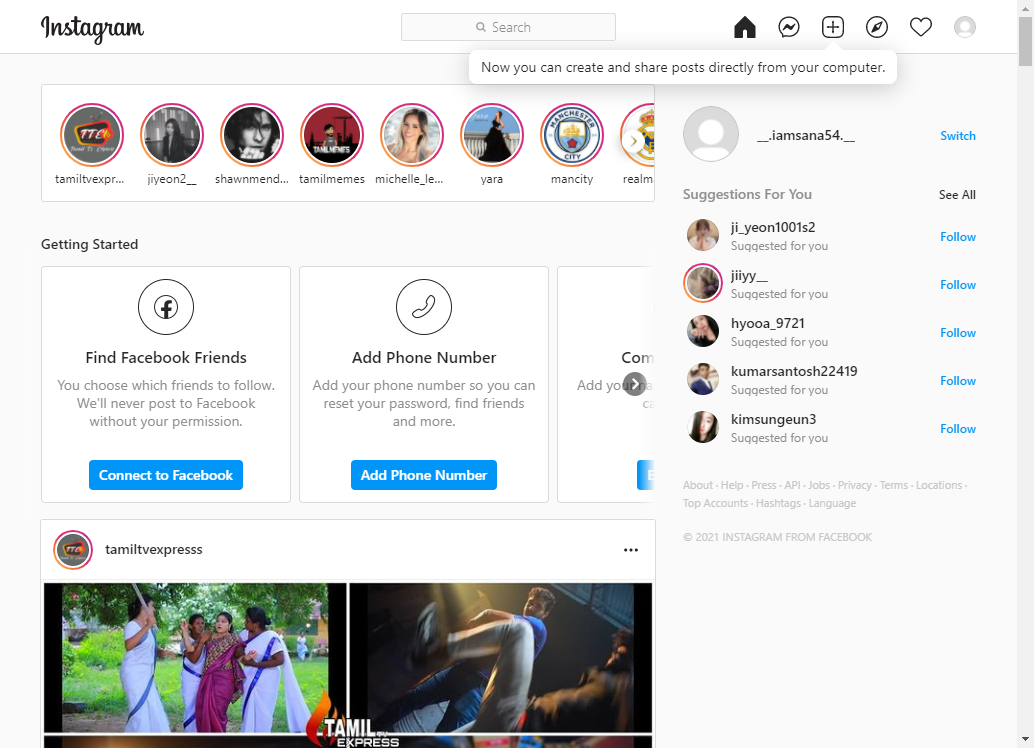 Instagram
Search
Now you can create and share posts directly from your computer.
tamiltvexpr...
jiyeon2__
shawnmend...
tamilmemes
michelle_le...
yara
mancity
realm
TTE
TAMILMEMES
MANCHESTER
CITY
__.iamsana54.__
Switch
Suggestions For You
See All
ji_yeon1001s2
Suggested for you
Follow
jiiyy__
Suggested for you
Follow
hyooa_9721
Suggested for you
Follow
kumarsantosh22419
Suggested for you
Follow
kimsungeun3
Suggested for you
Follow
About · Help · Press · API · Jobs · Privacy · Terms · Locations ·
Top Accounts · Hashtags · Language
© 2021 INSTAGRAM FROM FACEBOOK
Getting Started
Find Facebook Friends
You choose which friends to follow.
We'll never post to Facebook
without your permission.
Connect to Facebook
Add Phone Number
Add your phone number so you can
reset your password, find friends
and more.
Add Phone Number
Com
Add your
ca
E
tamiltvexpresss
TAMIL TV
EXPRESS